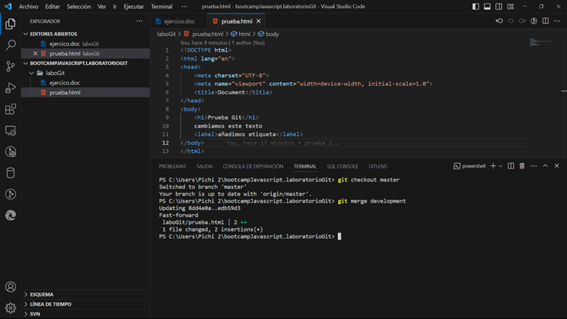 Archivo Editar Selección Ver Ir Ejecutar Terminal ··· prueba.html - bootcampJavascript.laboratorioGit - Visual Studio Code
EXPLORADOR ···
ejercico.doc prueba.html ×
laboGit > prueba.html > html > body
EDITORES ABIERTOS
ejercico.doc laboGit
× prueba.html laboGit
BOOTCAMPJAVASCRIPT.LABORATORIOGIT
laboGit
ejercico.doc
prueba.html
You, hace 9 minutos | 1 author (You)
1 <!DOCTYPE html>
2 <html lang="en">
3 <head>
4 <meta charset="UTF-8">
5 <meta name="viewport" content="width=device-width, initial-scale=1.0">
6 <title>Document</title>
7 </head>
8 <body>
9 <h1>Prueba Git</h1>
10 cambiamos este texto
11 <label>añadimos etiqueta</label>
12 </body> You, hace 17 minutos • prueba 1 …
13 </html>
PROBLEMAS SALIDA CONSOLA DE DEPURACIÓN TERMINAL SQL CONSOLE GITLENS powershell
PS C:\Users\Pichi 2\bootcampJavascript.laboratorioGit> git checkout master
Switched to branch 'master'
Your branch is up to date with 'origin/master'.
PS C:\Users\Pichi 2\bootcampJavascript.laboratorioGit> git merge development
Updating 8dd4e0a..edb59d3
Fast-forward
laboGit/prueba.html | 2 ++
1 file changed, 2 insertions(+)
PS C:\Users\Pichi 2\bootcampJavascript.laboratorioGit>
ESQUEMA
LÍNEA DE TIEMPO
SVN